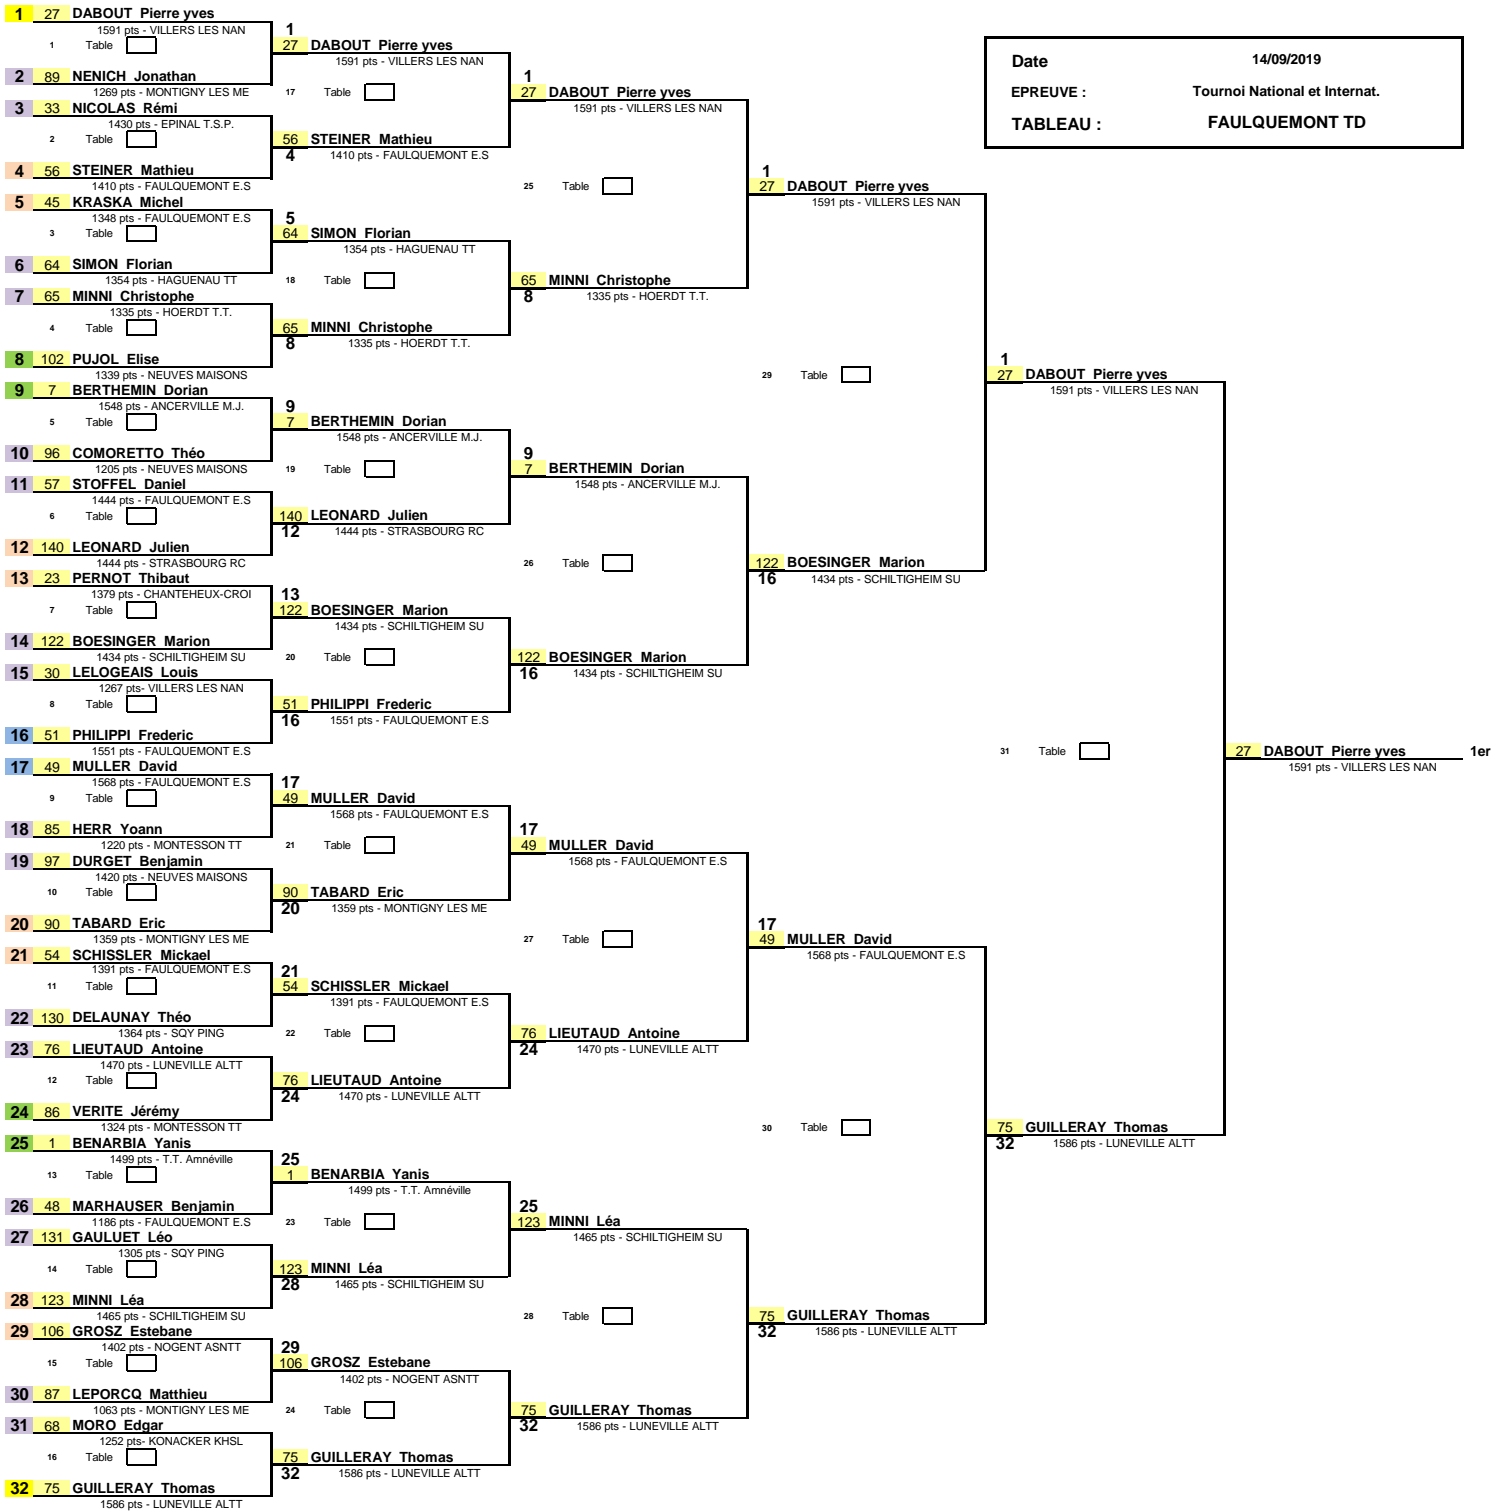 Date 14/09/2019
EPREUVE : Tournoi National et Internat.
TABLEAU : FAULQUEMONT TD
1 27 DABOUT Pierre yves
1591 pts - VILLERS LES NAN
1 Table
2 89 NENICH Jonathan
1269 pts - MONTIGNY LES ME
3 33 NICOLAS Rémi
1430 pts - EPINAL T.S.P.
2 Table
4 56 STEINER Mathieu
1410 pts - FAULQUEMONT E.S
5 45 KRASKA Michel
1348 pts - FAULQUEMONT E.S
3 Table
6 64 SIMON Florian
1354 pts - HAGUENAU TT
7 65 MINNI Christophe
1335 pts - HOERDT T.T.
4 Table
8 102 PUJOL Elise
1339 pts - NEUVES MAISONS
9 7 BERTHEMIN Dorian
1548 pts - ANCERVILLE M.J.
5 Table
10 96 COMORETTO Théo
1205 pts - NEUVES MAISONS
11 57 STOFFEL Daniel
1444 pts - FAULQUEMONT E.S
6 Table
12 140 LEONARD Julien
1444 pts - STRASBOURG RC
13 23 PERNOT Thibaut
1379 pts - CHANTEHEUX-CROI
7 Table
14 122 BOESINGER Marion
1434 pts - SCHILTIGHEIM SU
15 30 LELOGEAIS Louis
1267 pts- VILLERS LES NAN
8 Table
16 51 PHILIPPI Frederic
1551 pts - FAULQUEMONT E.S
17 49 MULLER David
1568 pts - FAULQUEMONT E.S
9 Table
18 85 HERR Yoann
1220 pts - MONTESSON TT
19 97 DURGET Benjamin
1420 pts - NEUVES MAISONS
10 Table
20 90 TABARD Eric
1359 pts - MONTIGNY LES ME
21 54 SCHISSLER Mickael
1391 pts - FAULQUEMONT E.S
11 Table
22 130 DELAUNAY Théo
1364 pts - SQY PING
23 76 LIEUTAUD Antoine
1470 pts - LUNEVILLE ALTT
12 Table
24 86 VERITE Jérémy
1324 pts - MONTESSON TT
25 1 BENARBIA Yanis
1499 pts - T.T. Amnéville
13 Table
26 48 MARHAUSER Benjamin
1186 pts - FAULQUEMONT E.S
27 131 GAULUET Léo
1305 pts - SQY PING
14 Table
28 123 MINNI Léa
1465 pts - SCHILTIGHEIM SU
29 106 GROSZ Estebane
1402 pts - NOGENT ASNTT
15 Table
30 87 LEPORCQ Matthieu
1063 pts - MONTIGNY LES ME
31 68 MORO Edgar
1252 pts- KONACKER KHSL
16 Table
32 75 GUILLERAY Thomas
1586 pts - LUNEVILLE ALTT
1
27 DABOUT Pierre yves
1591 pts - VILLERS LES NAN
17 Table
56 STEINER Mathieu
4 1410 pts - FAULQUEMONT E.S
5
64 SIMON Florian
1354 pts - HAGUENAU TT
18 Table
65 MINNI Christophe
8 1335 pts - HOERDT T.T.
9
7 BERTHEMIN Dorian
1548 pts - ANCERVILLE M.J.
19 Table
140 LEONARD Julien
12 1444 pts - STRASBOURG RC
13
122 BOESINGER Marion
1434 pts - SCHILTIGHEIM SU
20 Table
51 PHILIPPI Frederic
16 1551 pts - FAULQUEMONT E.S
17
49 MULLER David
1568 pts - FAULQUEMONT E.S
21 Table
90 TABARD Eric
20 1359 pts - MONTIGNY LES ME
21
54 SCHISSLER Mickael
1391 pts - FAULQUEMONT E.S
22 Table
76 LIEUTAUD Antoine
24 1470 pts - LUNEVILLE ALTT
25
1 BENARBIA Yanis
1499 pts - T.T. Amnéville
23 Table
123 MINNI Léa
28 1465 pts - SCHILTIGHEIM SU
29
106 GROSZ Estebane
1402 pts - NOGENT ASNTT
24 Table
75 GUILLERAY Thomas
32 1586 pts - LUNEVILLE ALTT
1
27 DABOUT Pierre yves
1591 pts - VILLERS LES NAN
25 Table
65 MINNI Christophe
8 1335 pts - HOERDT T.T.
9
7 BERTHEMIN Dorian
1548 pts - ANCERVILLE M.J.
26 Table
122 BOESINGER Marion
16 1434 pts - SCHILTIGHEIM SU
17
49 MULLER David
1568 pts - FAULQUEMONT E.S
27 Table
76 LIEUTAUD Antoine
24 1470 pts - LUNEVILLE ALTT
25
123 MINNI Léa
1465 pts - SCHILTIGHEIM SU
28 Table
75 GUILLERAY Thomas
32 1586 pts - LUNEVILLE ALTT
1
27 DABOUT Pierre yves
1591 pts - VILLERS LES NAN
29 Table
122 BOESINGER Marion
16 1434 pts - SCHILTIGHEIM SU
17
49 MULLER David
1568 pts - FAULQUEMONT E.S
30 Table
75 GUILLERAY Thomas
32 1586 pts - LUNEVILLE ALTT
1
27 DABOUT Pierre yves
1591 pts - VILLERS LES NAN
31 Table
75 GUILLERAY Thomas
32 1586 pts - LUNEVILLE ALTT
27 DABOUT Pierre yves 1er
1591 pts - VILLERS LES NAN